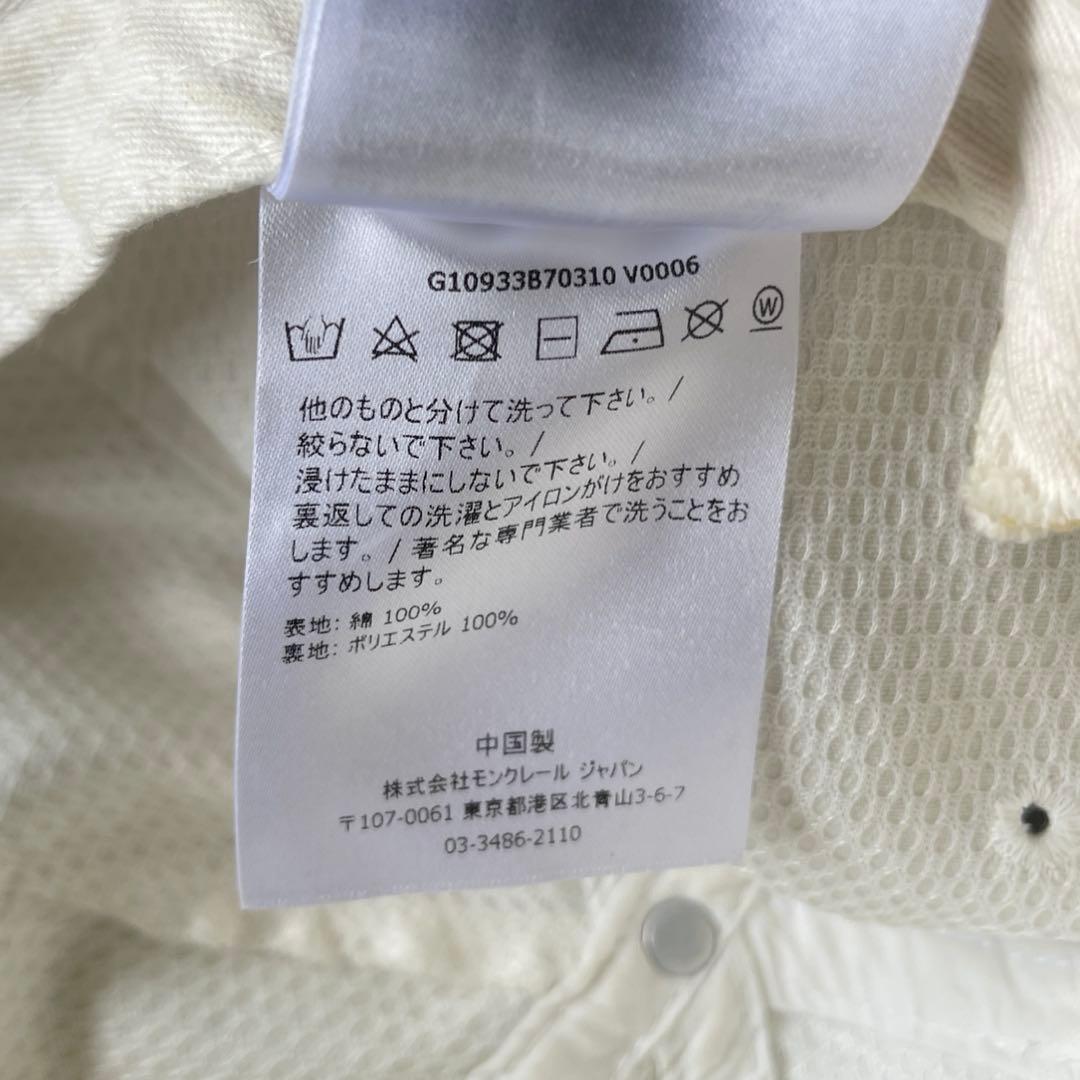 G10933B70310 V0006
W
他のものと分けて洗って下さい。/
絞らないで下さい。/
浸けたままにしないで下さい。/
裏返しての洗濯とアイロンがけをおすすめ
します。/ 著名な専門業者で洗うことをお
すすめします。
表地: 綿 100%
裏地: ポリエステル 100%
中国製
株式会社モンクレール ジャパン
〒107-0061 東京都港区北青山3-6-7
03-3486-2110